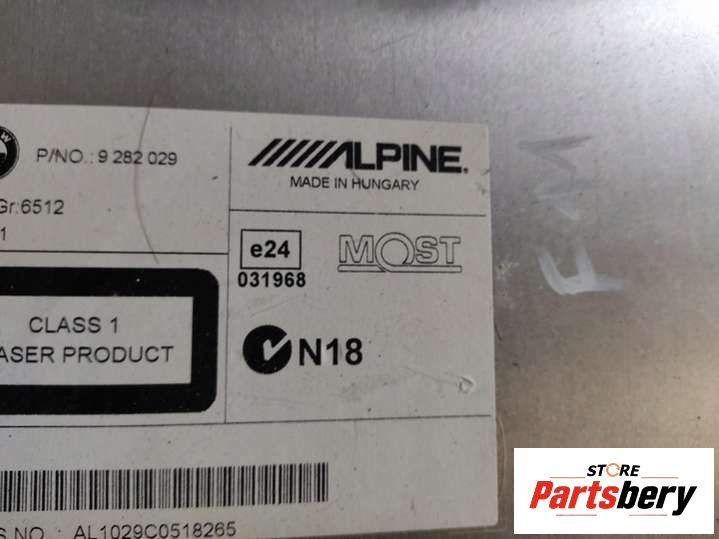 P/NO.: 9 282 029
Gr:6512
1
ALPINE®
MADE IN HUNGARY
e24
031968
MOST
N18
CLASS 1
ASER PRODUCT
S NO.: AL1029C0518265
STORE
Partsbery